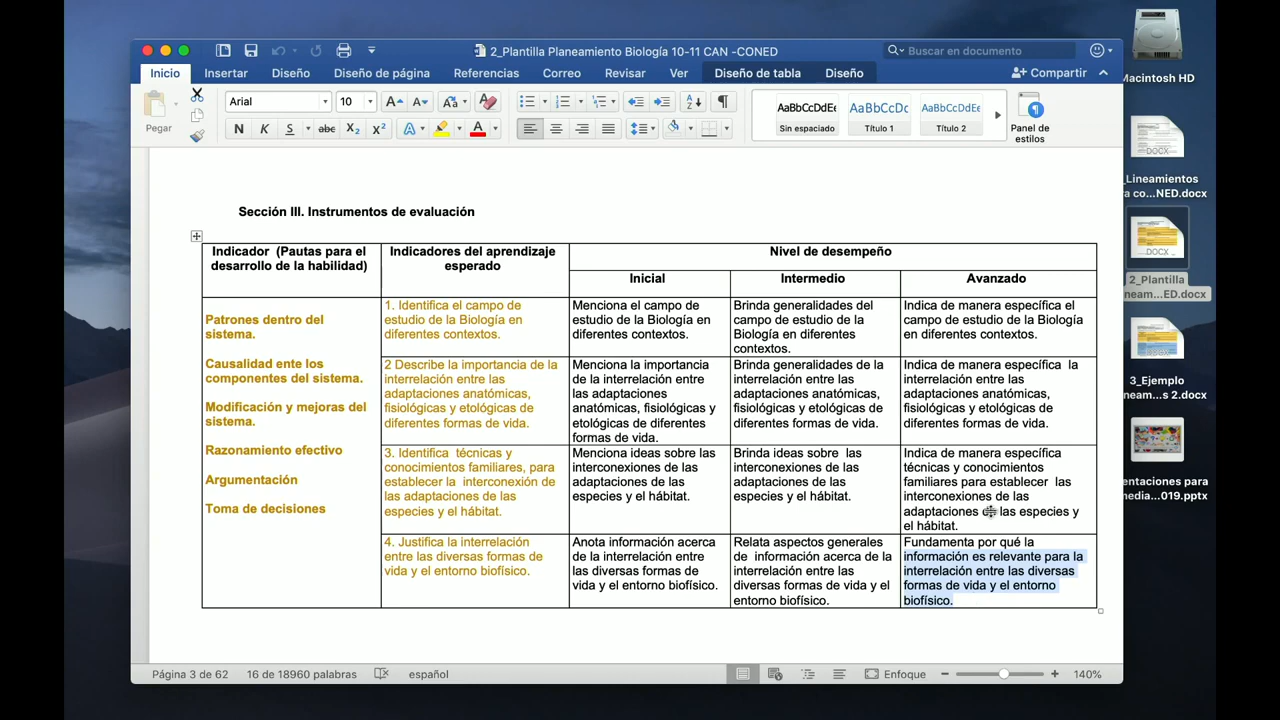 2_Plantilla Planeamiento Biología 10-11 CAN -CONED
Buscar en documento
Inicio
Insertar
Diseño
Diseño de página
Referencias
Correo
Revisar
Ver
Diseño de tabla
Diseño
Compartir
Pegar
Arial
10
Sin espaciado
Título 1
Título 2
Panel de
estilos
Sección III. Instrumentos de evaluación
Indicador (Pautas para el
desarrollo de la habilidad)
Indicadores del aprendizaje
esperado
Nivel de desempeño
Inicial
Intermedio
Avanzado
Patrones dentro del
sistema.
Causalidad ente los
componentes del sistema.
Modificación y mejoras del
sistema.
Razonamiento efectivo
Argumentación
Toma de decisiones
1. Identifica el campo de
estudio de la Biología en
diferentes contextos.
Menciona el campo de
estudio de la Biología en
diferentes contextos.
Brinda generalidades del
campo de estudio de la
Biología en diferentes
contextos.
Indica de manera específica el
campo de estudio de la Biología
en diferentes contextos.
2 Describe la importancia de la
interrelación entre las
adaptaciones anatómicas,
fisiológicas y etológicas de
diferentes formas de vida.
Menciona la importancia
de la interrelación entre
las adaptaciones
anatómicas, fisiológicas y
etológicas de diferentes
formas de vida.
Brinda generalidades de la
interrelación entre las
adaptaciones anatómicas,
fisiológicas y etológicas de
diferentes formas de vida.
Indica de manera específica la
interrelación entre las
adaptaciones anatómicas,
fisiológicas y etológicas de
diferentes formas de vida.
3. Identifica técnicas y
conocimientos familiares, para
establecer la interconexión de
las adaptaciones de las
especies y el hábitat.
Menciona ideas sobre las
interconexiones de las
adaptaciones de las
especies y el hábitat.
Brinda ideas sobre las
interconexiones de las
adaptaciones de las
especies y el hábitat.
Indica de manera específica
técnicas y conocimientos
familiares para establecer las
interconexiones de las
adaptaciones de las especies y
el hábitat.
4. Justifica la interrelación
entre las diversas formas de
vida y el entorno biofísico.
Anota información acerca
de la interrelación entre
las diversas formas de
vida y el entorno biofísico.
Relata aspectos generales
de información acerca de la
interrelación entre las
diversas formas de vida y el
entorno biofísico.
Fundamenta por qué la
información es relevante para la
interrelación entre las diversas
formas de vida y el entorno
biofísico.
Página 3 de 62
16 de 18960 palabras
español
Enfoque
140%
Macintosh HD
DOCX
_Lineamientos
a co...NED.docx
DOCX
2_Plantilla
neam...ED.docx
DOCX
3_Ejemplo
neam...s 2.docx
entaciones para
media...019.pptx